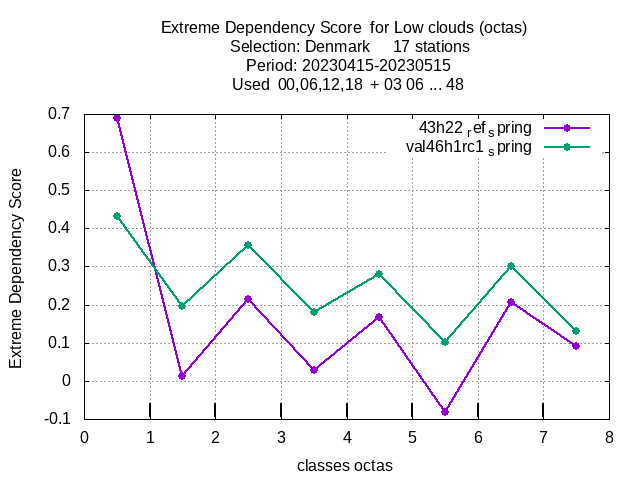 Extreme Dependency Score  for Low clouds (octas)
Selection: Denmark     17 stations
Period: 20230415-20230515
Used  00,06,12,18  + 03 06 ... 48
43h22 ref spring
val46h1rc1 spring
Extreme Dependency Score
0.7
0.6
0.5
0.4
0.3
0.2
0.1
0
-0.1
0 1 2 3 4 5 6 7 8
classes octas